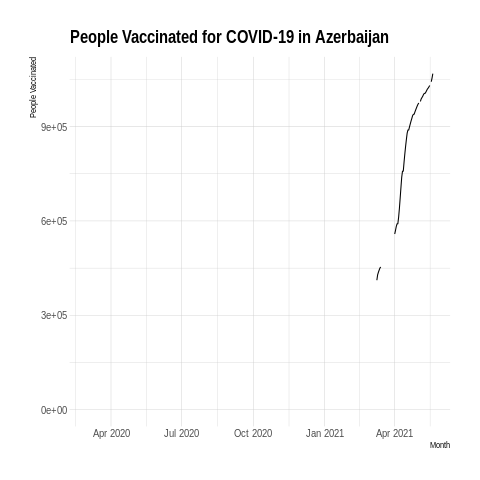 People Vaccinated for COVID-19 in Azerbaijan
People Vaccinated
9e+05
6e+05
3e+05
0e+00
Apr 2020 Jul 2020 Oct 2020 Jan 2021 Apr 2021
Month